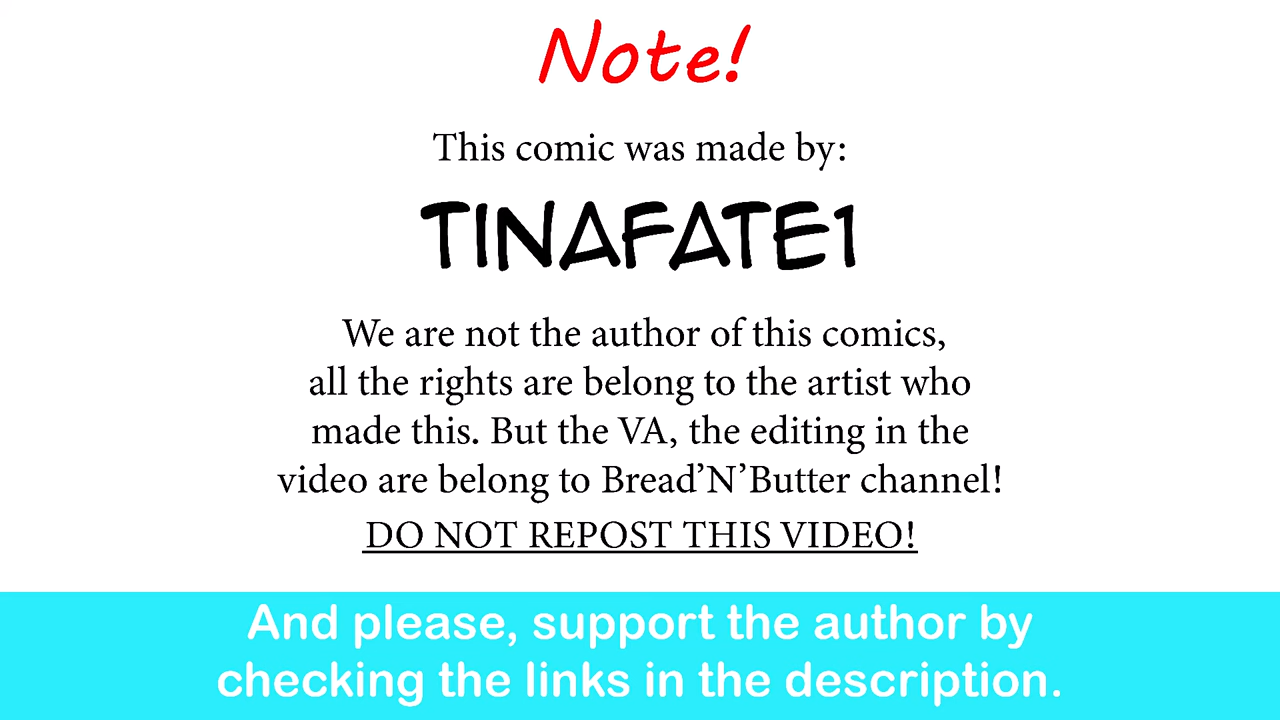 Note!
This comic was made by:
TINAFATE1
We are not the author of this comics,
all the rights are belong to the artist who
made this. But the VA, the editing in the
video are belong to Bread’N’Butter channel!
DO NOT REPOST THIS VIDEO!
And please, support the author by
checking the links in the description.